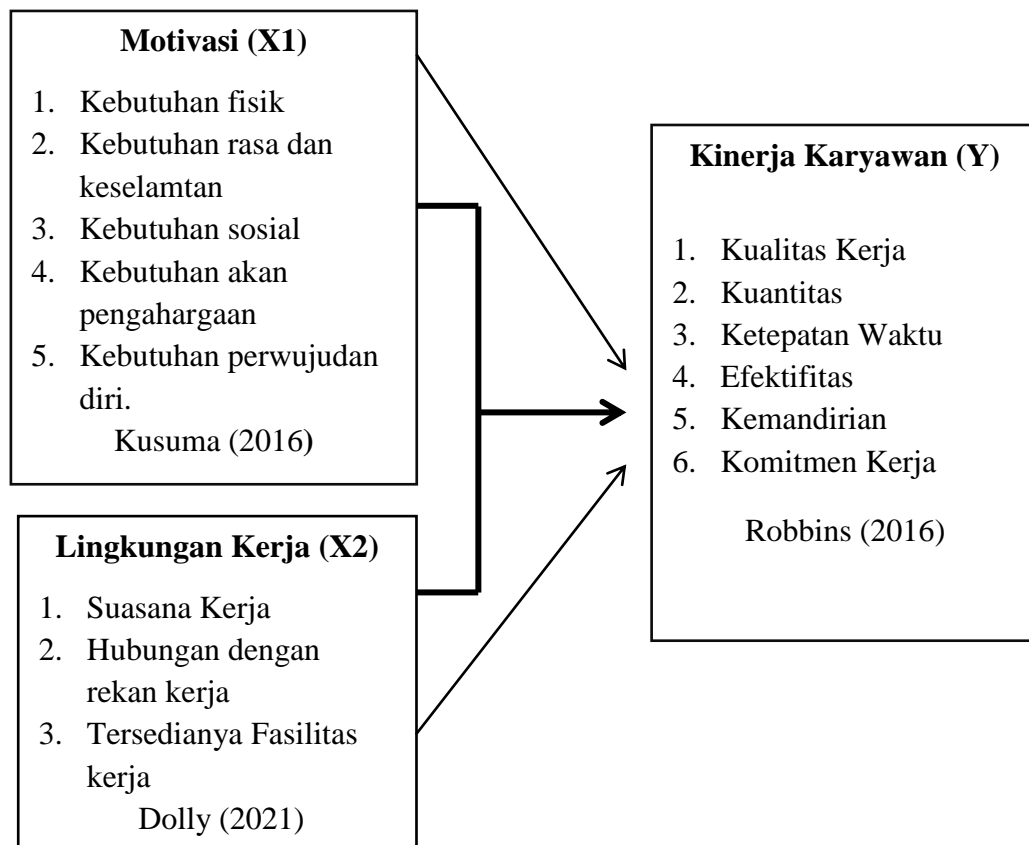 Motivasi (X1)
1. Kebutuhan fisik
2. Kebutuhan rasa dan
keselamtan
3. Kebutuhan sosial
4. Kebutuhan akan
pengahargaan
5. Kebutuhan perwujudan
diri.
Kusuma (2016)
Lingkungan Kerja (X2)
1. Suasana Kerja
2. Hubungan dengan
rekan kerja
3. Tersedianya Fasilitas
kerja
Dolly (2021)
Kinerja Karyawan (Y)
1. Kualitas Kerja
2. Kuantitas
3. Ketepatan Waktu
4. Efektifitas
5. Kemandirian
6. Komitmen Kerja
Robbins (2016)